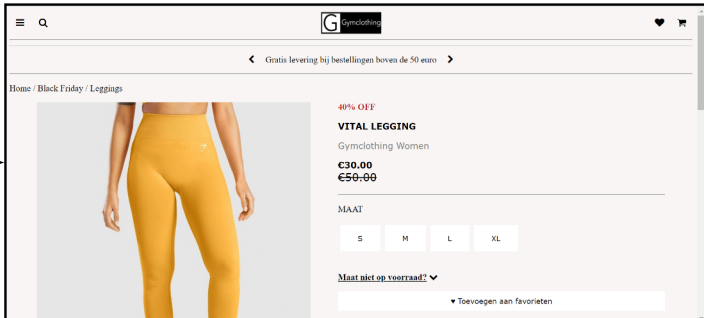 G Gymclothing
Gratis levering bij bestellingen boven de 50 euro
Home / Black Friday / Leggings
40% OFF
VITAL LEGGING
Gymclothing Women
€30.00
€50.00
MAAT
S M L XL
Maat niet op voorraad?
♥ Toevoegen aan favorieten